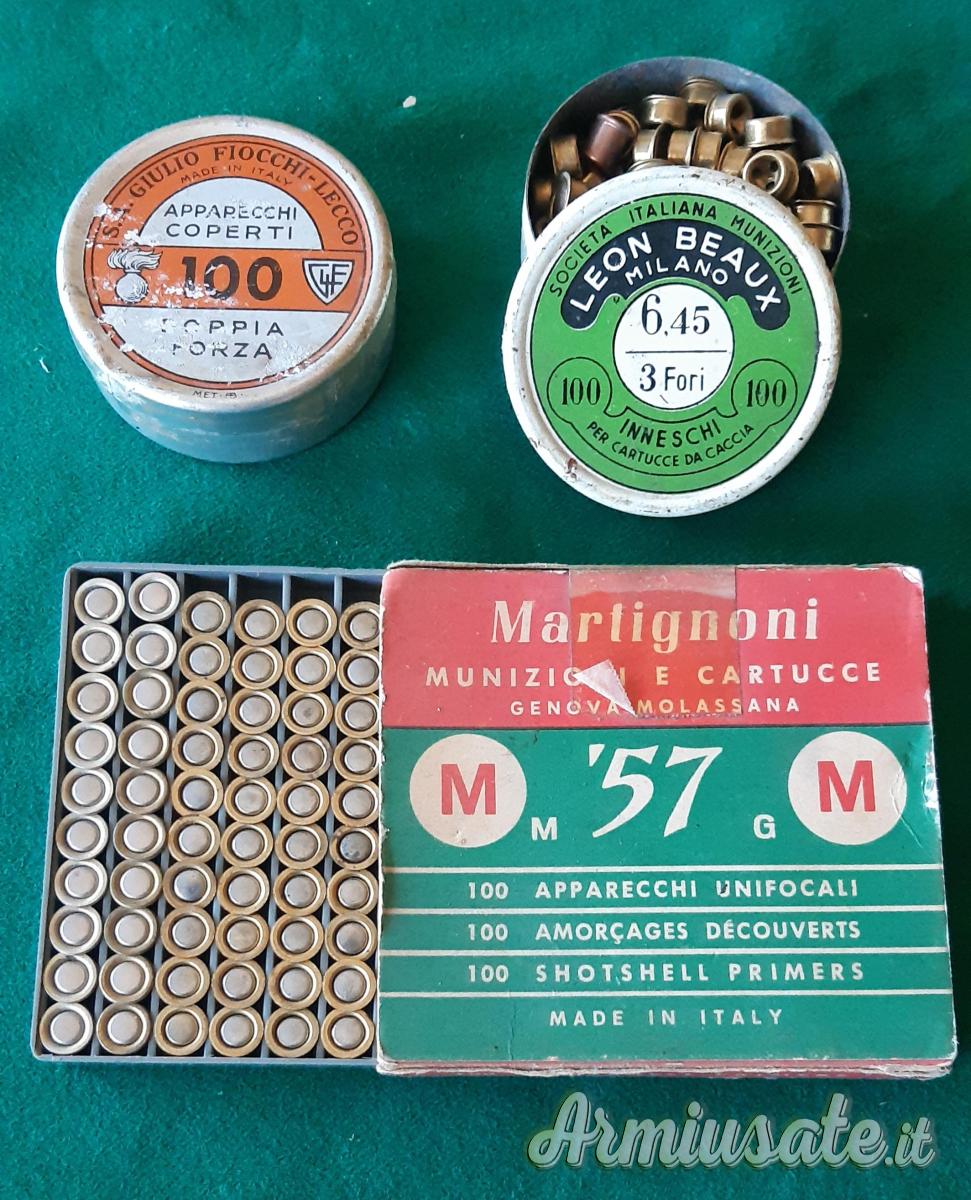 S.A. GIULIO FIOCCHI-LECCO
MADE IN ITALY
APPARECCHI
COPERTI
100
GFL
DOPPIA
FORZA
MET.
SOCIETA ITALIANA MUNIZIONI
LEON BEAUX
MILANO
6,45
3 Fori
100 100
INNESCHI
PER CARTUCCE DA CACCIA
Martignoni
MUNIZIONI E CARTUCCE
GENOVA-MOLASSANA
M M '57 G M
100 APPARECCHI UNIFOCALI
100 AMORÇAGES DÉCOUVERTS
100 SHOTSHELL PRIMERS
MADE IN ITALY
Armiusate.it